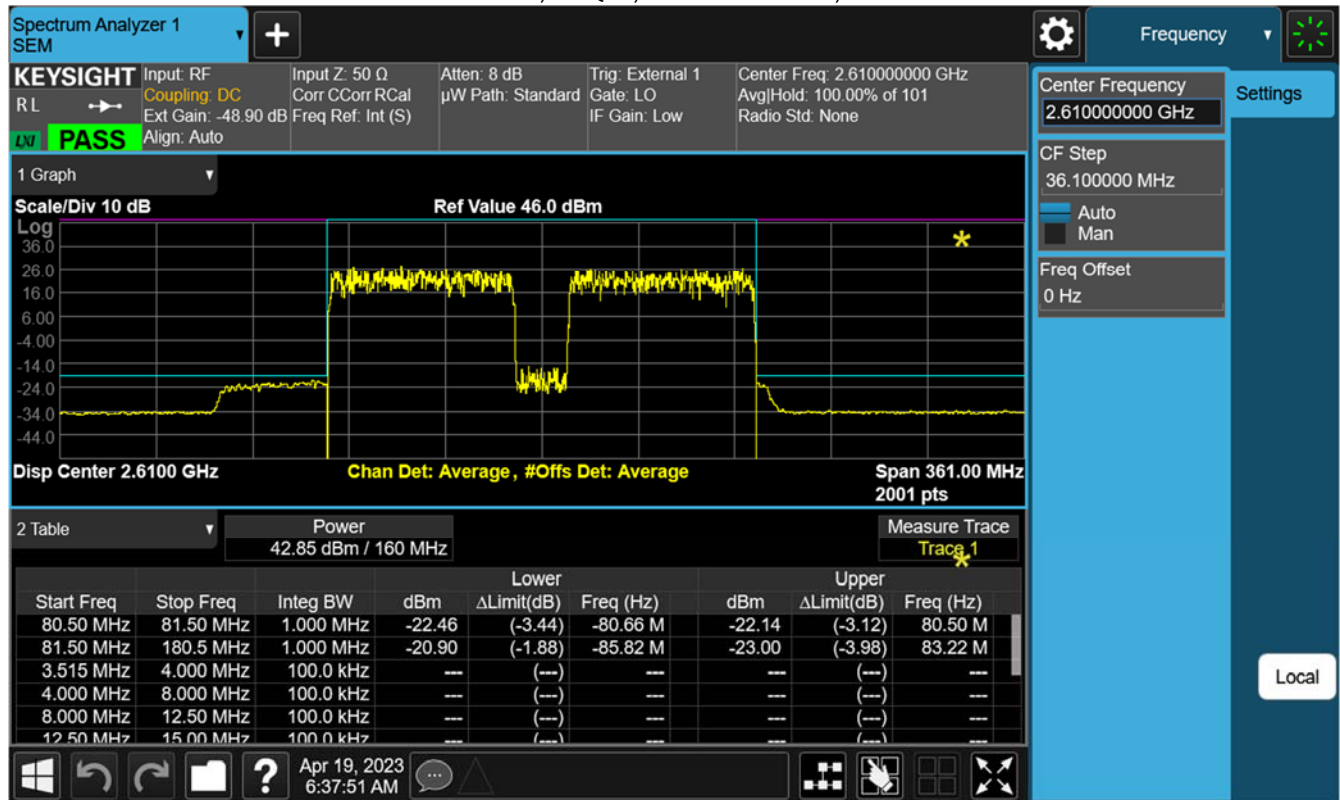 Spectrum Analyzer 1
SEM
+
Frequency
KEYSIGHT
RL
LXI PASS
Input: RF
Coupling: DC
Ext Gain: -48.90 dB
Align: Auto
Input Z: 50 Ω
Corr CCorr RCal
Freq Ref: Int (S)
Atten: 8 dB
µW Path: Standard
Trig: External 1
Gate: LO
IF Gain: Low
Center Freq: 2.610000000 GHz
Avg|Hold: 100.00% of 101
Radio Std: None
Center Frequency
2.610000000 GHz
Settings
CF Step
36.100000 MHz
Auto
Man
Freq Offset
0 Hz
Local
1 Graph
Scale/Div 10 dB
Ref Value 46.0 dBm
Log
36.0
26.0
16.0
6.00
-4.00
-14.0
-24.0
-34.0
-44.0
*
Disp Center 2.6100 GHz
Chan Det: Average, #Offs Det: Average
Span 361.00 MHz
2001 pts
2 Table
Power
42.85 dBm / 160 MHz
Measure Trace
Trace 1
*
Lower Upper
Start Freq Stop Freq Integ BW dBm ΔLimit(dB) Freq (Hz) dBm ΔLimit(dB) Freq (Hz)
80.50 MHz 81.50 MHz 1.000 MHz -22.46 (-3.44) -80.66 M -22.14 (-3.12) 80.50 M
81.50 MHz 180.5 MHz 1.000 MHz -20.90 (-1.88) -85.82 M -23.00 (-3.98) 83.22 M
3.515 MHz 4.000 MHz 100.0 kHz --- (---) --- --- (---) ---
4.000 MHz 8.000 MHz 100.0 kHz --- (---) --- --- (---) ---
8.000 MHz 12.50 MHz 100.0 kHz --- (---) --- --- (---) ---
12.50 MHz 15.00 MHz 100.0 kHz --- (---) --- --- (---) ---
?
Apr 19, 2023
6:37:51 AM